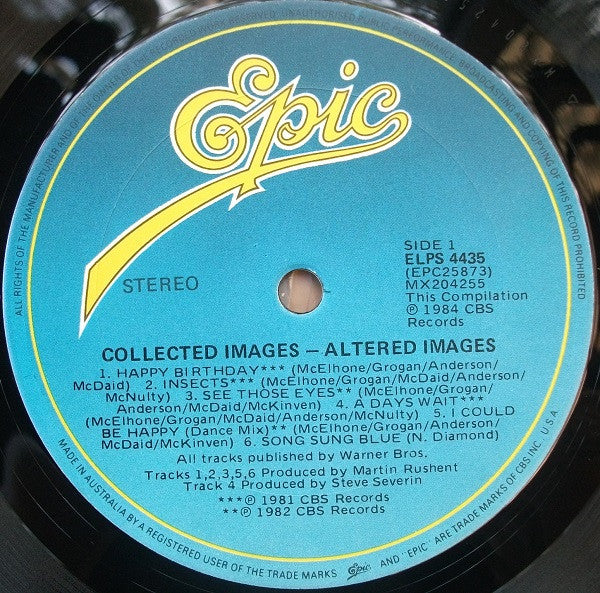 ALL RIGHTS OF THE MANUFACTURER AND OF THE OWNER OF THE RECORDED WORK RESERVED. UNAUTHORISED PUBLIC PERFORMANCE, BROADCASTING AND COPYING OF THIS RECORD PROHIBITED
Epic
STEREO
SIDE 1
ELPS 4435
(EPC25873)
MX204255
This Compilation
℗ 1984 CBS
Records
COLLECTED IMAGES – ALTERED IMAGES
1. HAPPY BIRTHDAY*** (McElhone/Grogan/Anderson/
McDaid) 2. INSECTS*** (McElhone/Grogan/Anderson/McDaid/
McNulty) 3. SEE THOSE EYES** (McElhone/Grogan/
Anderson/McDaid/McKinven) 4. A DAYS WAIT***
(McElhone/Grogan/McDaid/Anderson/McNulty) 5. I COULD
BE HAPPY (Dance Mix)** (McElhone/Grogan/Anderson/
McDaid/McKinven) 6. SONG SUNG BLUE (N. Diamond)
All tracks published by Warner Bros.
Tracks 1,2,3,5,6 Produced by Martin Rushent
Track 4 Produced by Steve Severin
***℗ 1981 CBS Records
**℗ 1982 CBS Records
MADE IN AUSTRALIA BY A REGISTERED USER OF THE TRADE MARKS Epic AND 'EPIC' ARE TRADE MARKS OF CBS INC. USA